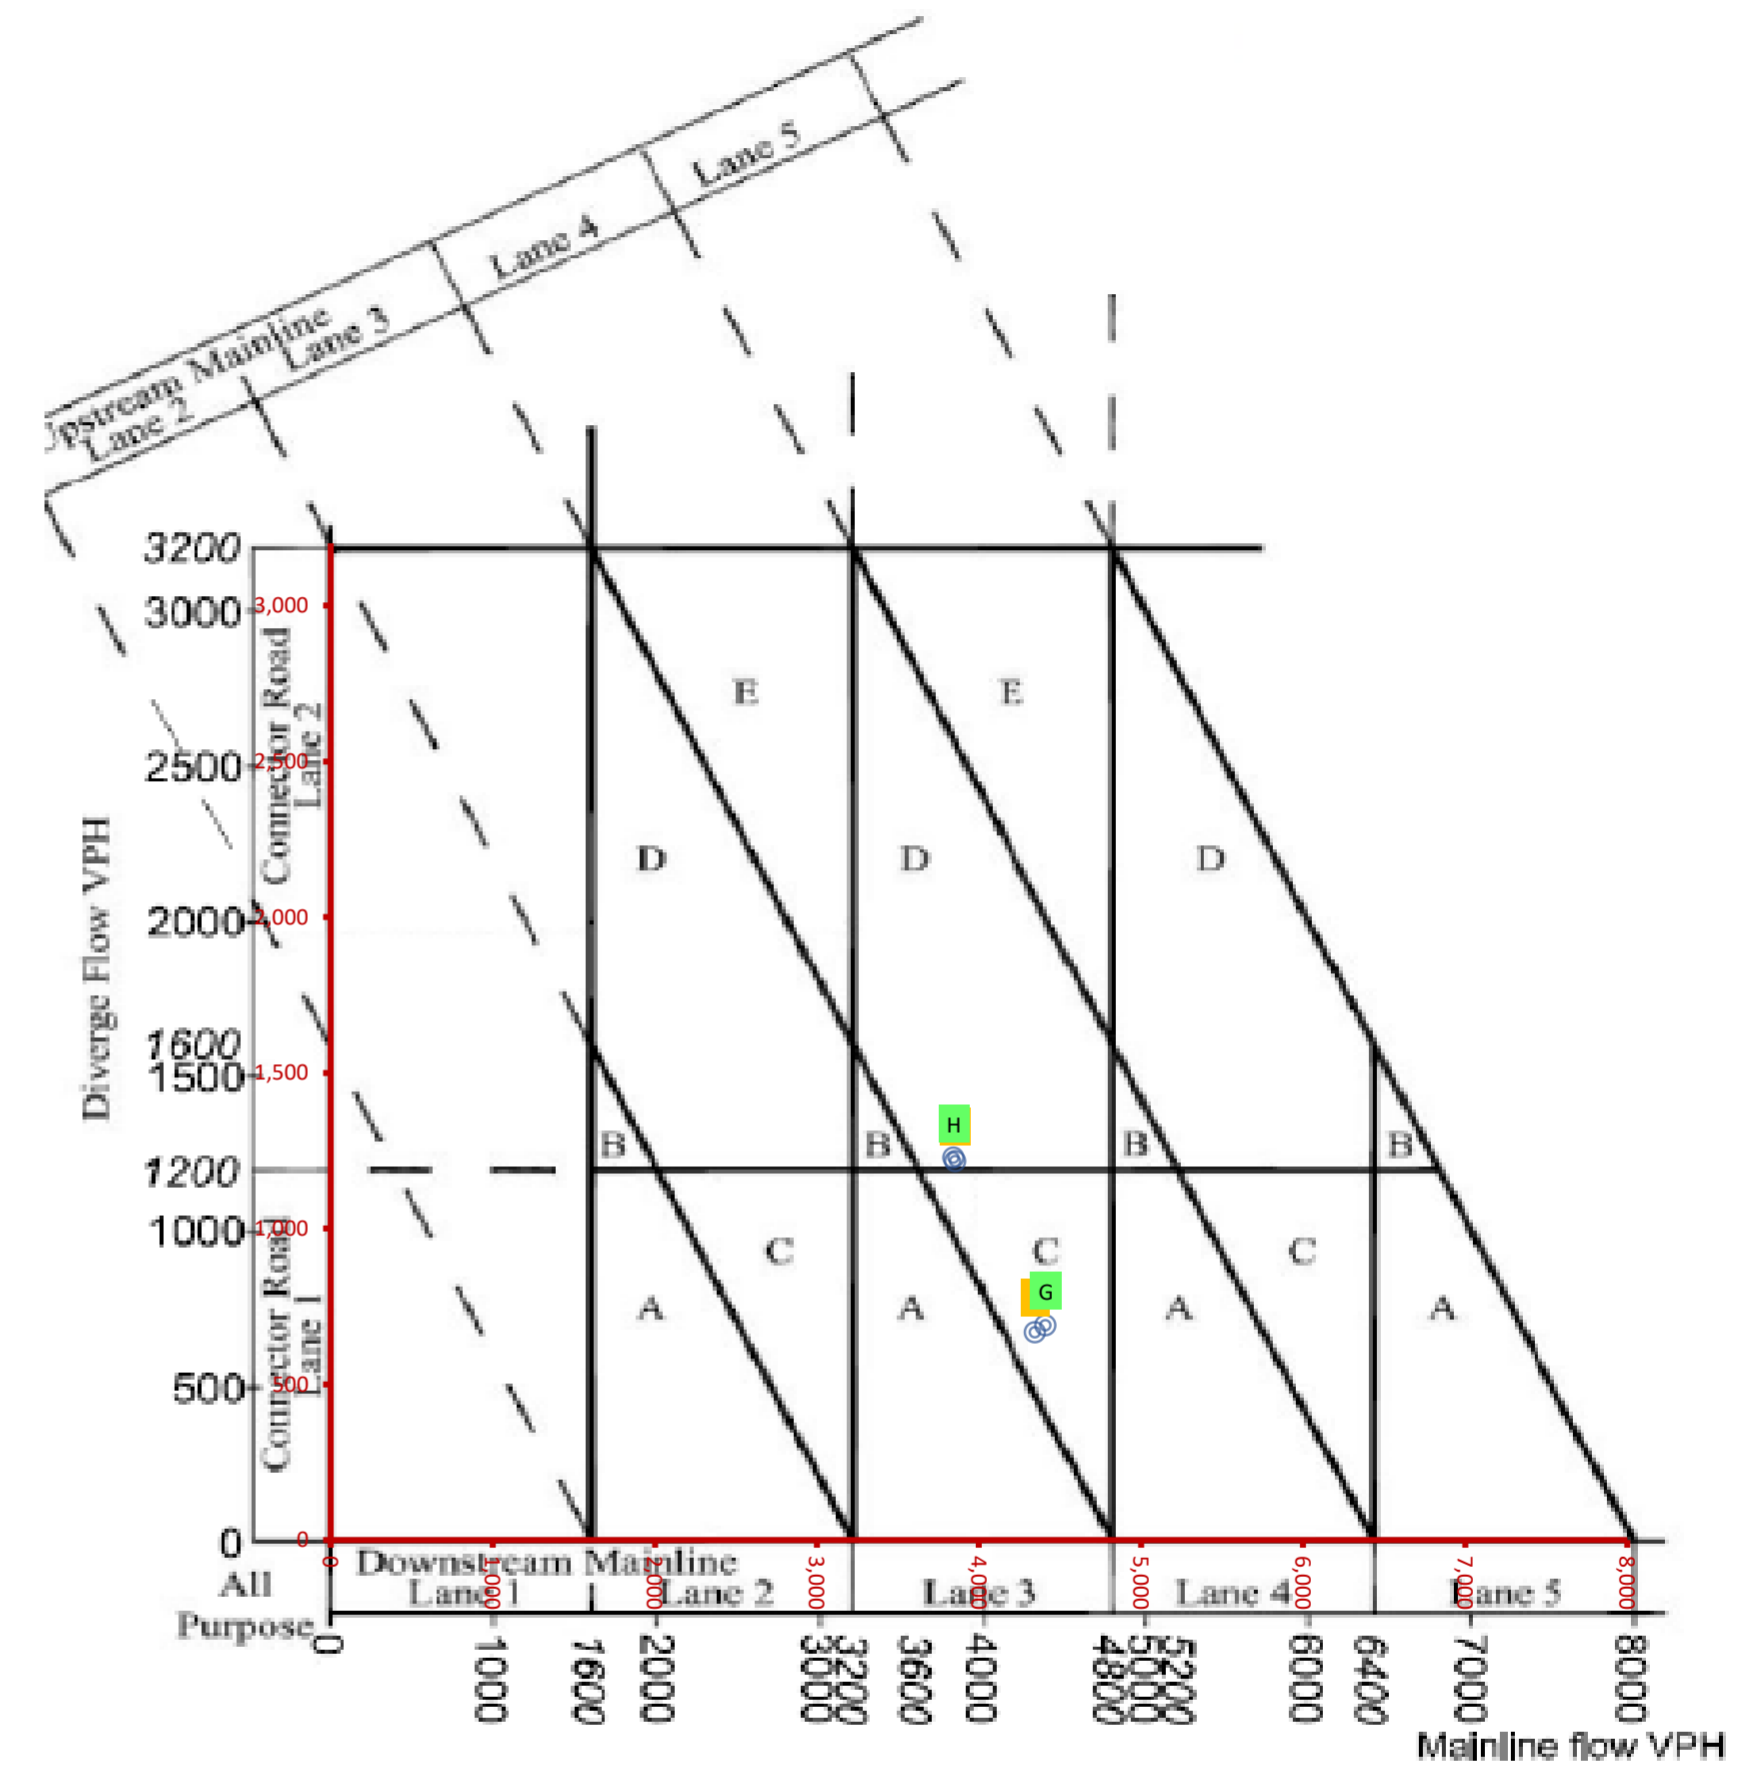 Lane 5
Lane 4
Upstream Mainline
Lane 3
Lane 2
3200
3000
3,000
E
E
Connector Road
Lane 2
2500
2,500
D
D
D
Diverge Flow VPH
2000
2,000
1600
1500
1,500
H
B
B
B
B
1200
1000
1,000
C
C
C
Connector Road
Lane 1
G
A
A
A
A
500
500
0
0
0
1,000
2,000
3,000
4,000
5,000
6,000
7,000
8,000
Downstream Mainline
All
Purpose
Lane 1
Lane 2
Lane 3
Lane 4
Lane 5
0
1000
1600
2000
3000
3200
3600
4000
4800
5000
5200
6000
6400
7000
8000
Mainline flow VPH